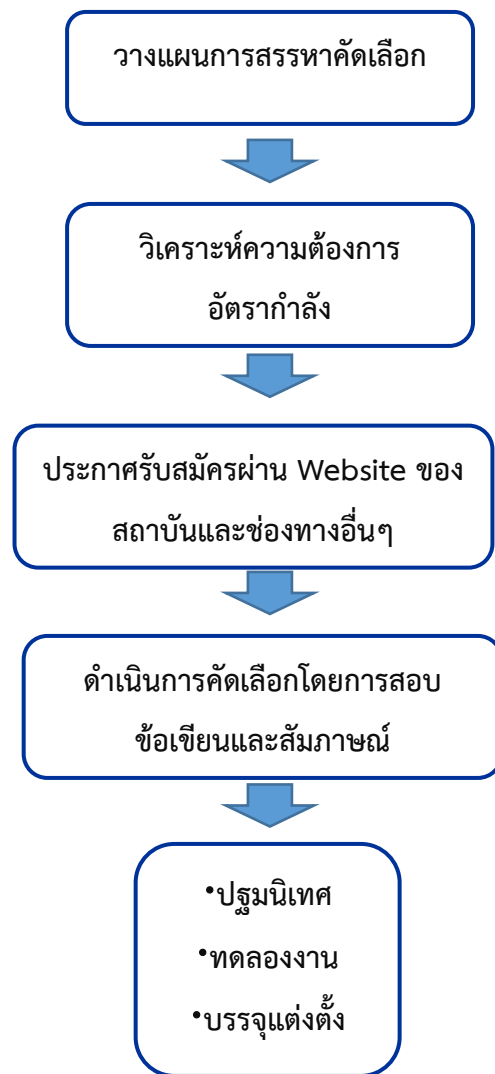 วางแผนการสรรหาคัดเลือก
วิเคราะห์ความต้องการ
อัตรากำลัง
ประกาศรับสมัครผ่าน Website ของ
สถาบันและช่องทางอื่นๆ
ดำเนินการคัดเลือกโดยการสอบ
ข้อเขียนและสัมภาษณ์
•ปฐมนิเทศ
•ทดลองงาน
•บรรจุแต่งตั้ง